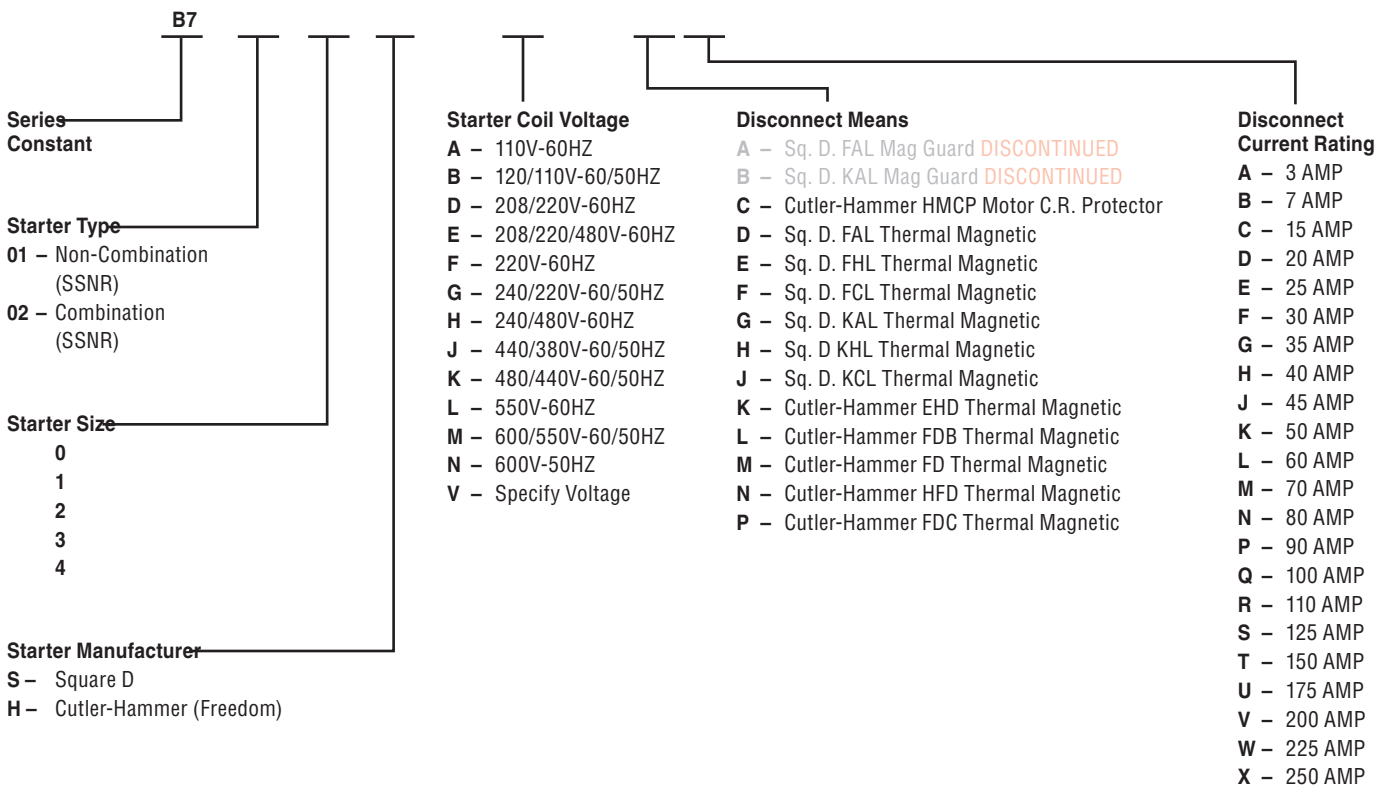 B7
Series
Constant
Starter Type
01 – Non-Combination
(SSNR)
02 – Combination
(SSNR)
Starter Size
0
1
2
3
4
Starter Manufacturer
S – Square D
H – Cutler-Hammer (Freedom)
Starter Coil Voltage
A – 110V-60HZ
B – 120/110V-60/50HZ
D – 208/220V-60HZ
E – 208/220/480V-60HZ
F – 220V-60HZ
G – 240/220V-60/50HZ
H – 240/480V-60HZ
J – 440/380V-60/50HZ
K – 480/440V-60/50HZ
L – 550V-60HZ
M – 600/550V-60/50HZ
N – 600V-50HZ
V – Specify Voltage
Disconnect Means
A – Sq. D. FAL Mag Guard DISCONTINUED
B – Sq. D. KAL Mag Guard DISCONTINUED
C – Cutler-Hammer HMCP Motor C.R. Protector
D – Sq. D. FAL Thermal Magnetic
E – Sq. D. FHL Thermal Magnetic
F – Sq. D. FCL Thermal Magnetic
G – Sq. D. KAL Thermal Magnetic
H – Sq. D KHL Thermal Magnetic
J – Sq. D. KCL Thermal Magnetic
K – Cutler-Hammer EHD Thermal Magnetic
L – Cutler-Hammer FDB Thermal Magnetic
M – Cutler-Hammer FD Thermal Magnetic
N – Cutler-Hammer HFD Thermal Magnetic
P – Cutler-Hammer FDC Thermal Magnetic
Disconnect
Current Rating
A – 3 AMP
B – 7 AMP
C – 15 AMP
D – 20 AMP
E – 25 AMP
F – 30 AMP
G – 35 AMP
H – 40 AMP
J – 45 AMP
K – 50 AMP
L – 60 AMP
M – 70 AMP
N – 80 AMP
P – 90 AMP
Q – 100 AMP
R – 110 AMP
S – 125 AMP
T – 150 AMP
U – 175 AMP
V – 200 AMP
W – 225 AMP
X – 250 AMP